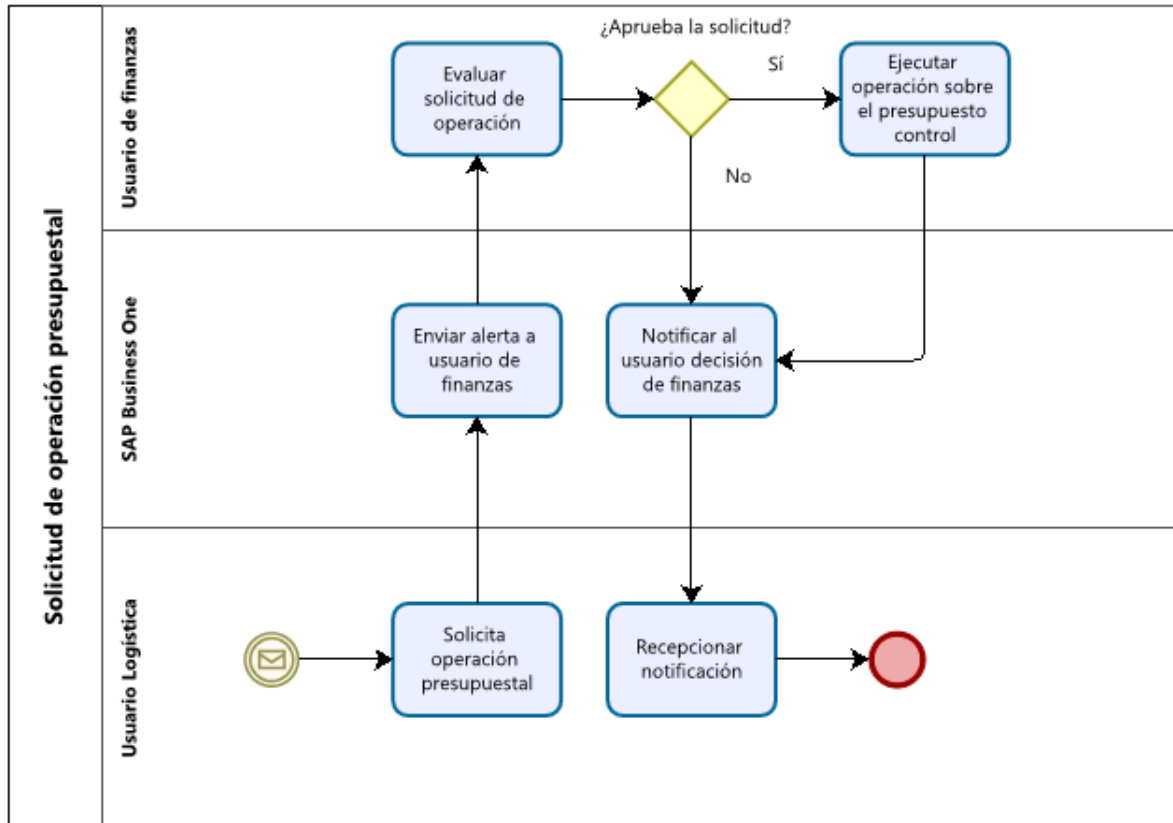 Solicitud de operación presupuestal
Usuario de finanzas
Evaluar
solicitud de
operación
¿Aprueba la solicitud?
Sí
No
Ejecutar
operación sobre
el presupuesto
control
SAP Business One
Enviar alerta a
usuario de
finanzas
Notificar al
usuario decisión
de finanzas
Usuario Logística
Solicita
operación
presupuestal
Recepcionar
notificación